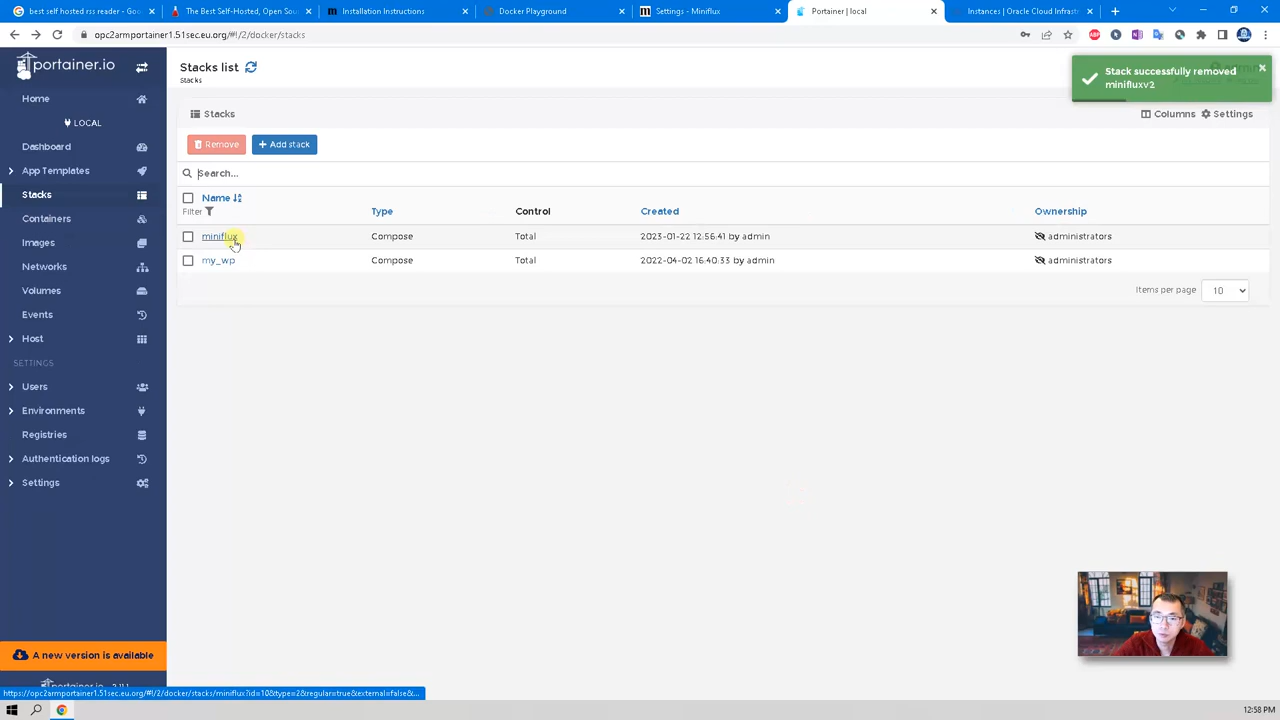 best self hosted rss reader - Goo
The Best Self-Hosted, Open Sou
Installation Instructions
Docker Playground
Settings - Miniflux
Portainer | local
Instances | Oracle Cloud Infrast
opc2armportainer1.51sec.eu.org/#!/2/docker/stacks
portainer.io
Home
LOCAL
Dashboard
App Templates
Stacks
Containers
Images
Networks
Volumes
Events
Host
SETTINGS
Users
Environments
Registries
Authentication logs
Settings
A new version is available
Stacks list
Stacks
Stack successfully removed
minifluxv2
Stacks
Columns
Settings
Remove
+ Add stack
Search...
Name
Filter
Type
Control
Created
Ownership
miniflux Compose Total 2023-01-22 12:56:41 by admin administrators
my_wp Compose Total 2022-04-02 16:40:33 by admin administrators
Items per page 10
https://opc2armportainer1.51sec.eu.org/#!/2/docker/stacks/miniflux?id=10&type=2&regular=true&external=false&...
12:58 PM